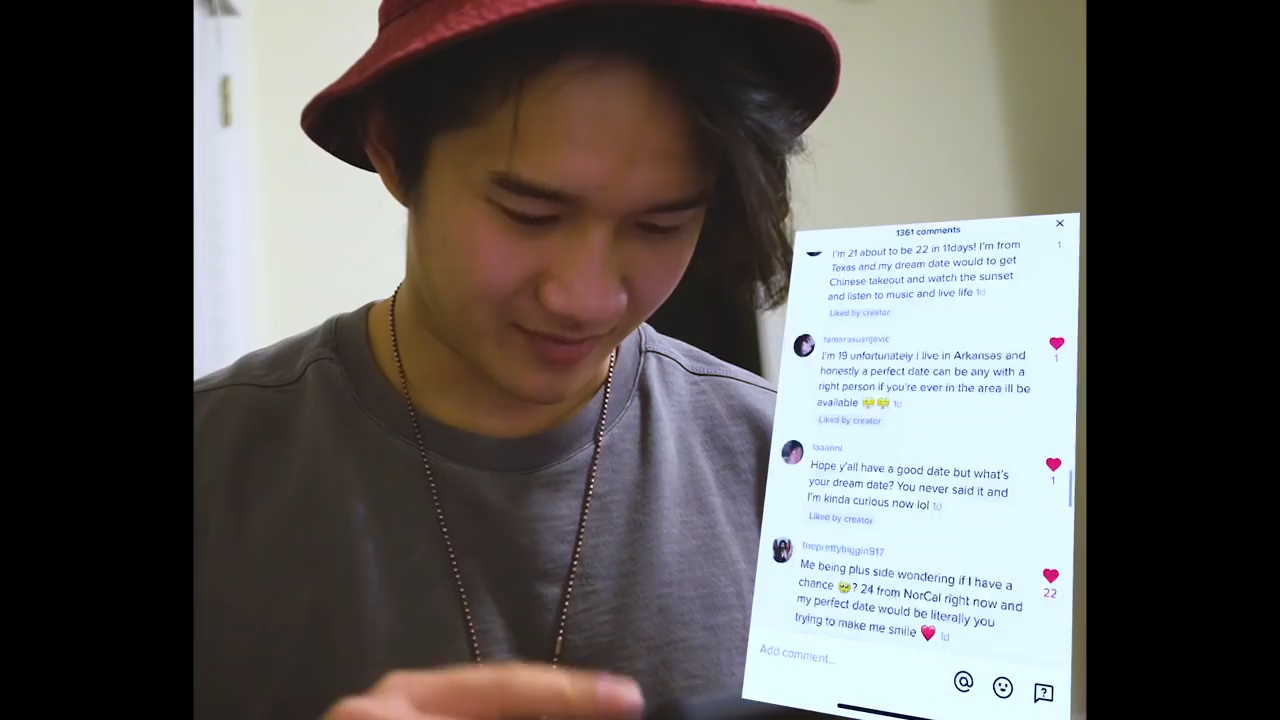 1361 comments
I'm 21 about to be 22 in 11days! I'm from
1
Texas and my dream date would to get
Chinese takeout and watch the sunset
and listen to music and live life 1d
Liked by creator
tamarasuanjevic
I'm 19 unfortunately i live in Arkansas and
1
honestly a perfect date can be any with a
right person if you're ever in the area ill be
available 1d
Liked by creator
laaanni
Hope y'all have a good date but what's
1
your dream date? You never said it and
I'm kinda curious now lol 1d
Liked by creator
theprettybiggirl917
Me being plus side wondering if I have a
chance ? 24 from NorCal right now and
22
my perfect date would be literally you
trying to make me smile 1d
Add comment...